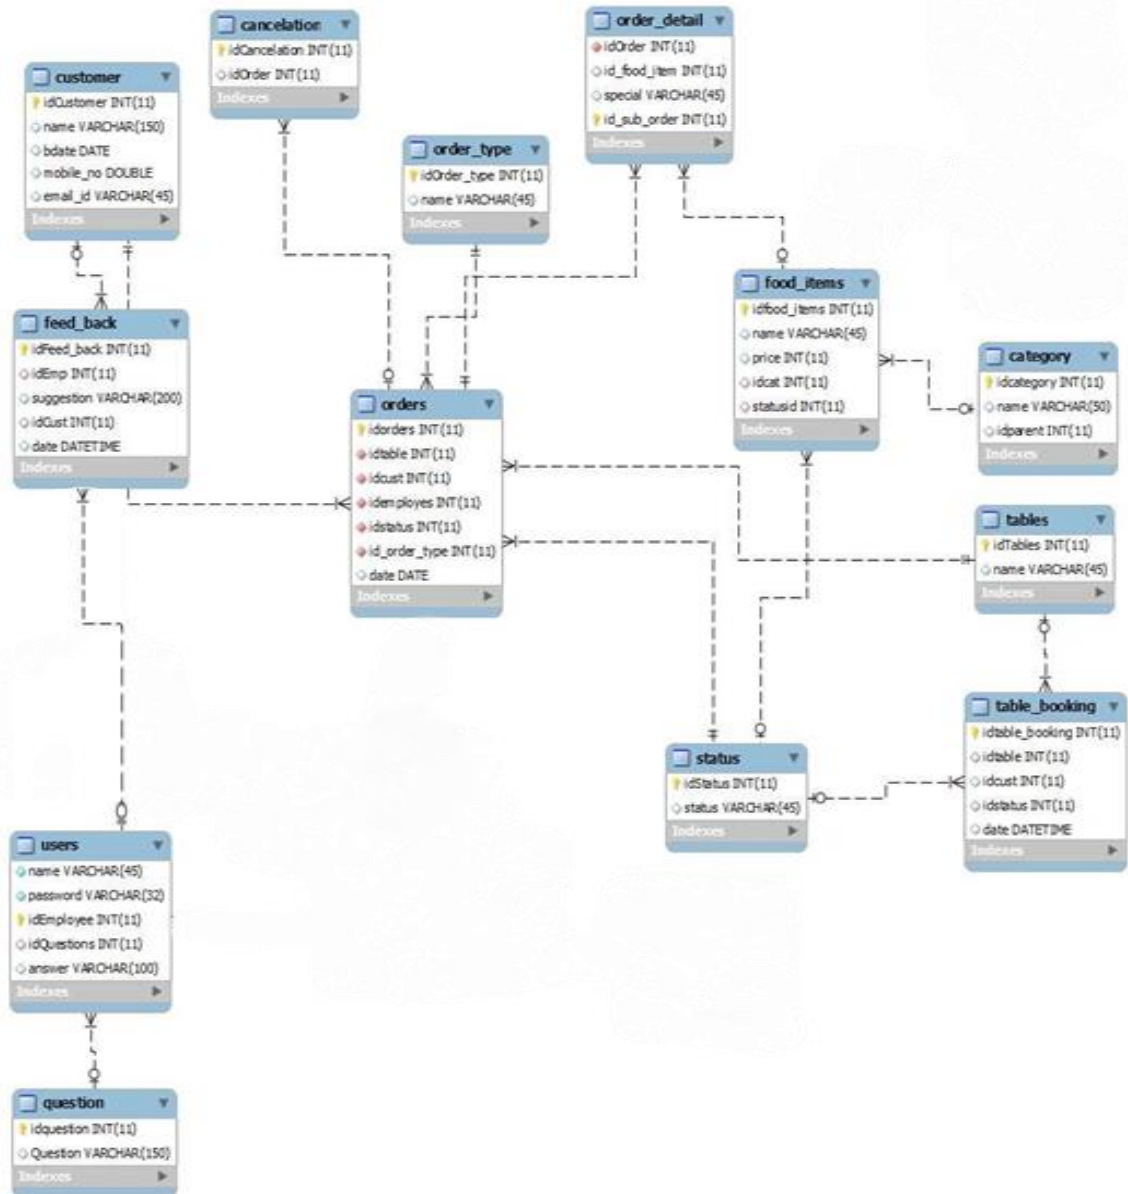 cancelation
idCancelation INT(11)
idOrder INT(11)
Indexes
order_detail
idOrder INT(11)
id_food_item INT(11)
special VARCHAR(45)
id_sub_order INT(11)
Indexes
customer
idCustomer INT(11)
name VARCHAR(150)
bdate DATE
mobile_no DOUBLE
email_id VARCHAR(45)
Indexes
order_type
idOrder_type INT(11)
name VARCHAR(45)
Indexes
food_items
idfood_items INT(11)
name VARCHAR(45)
price INT(11)
idcat INT(11)
statusid INT(11)
Indexes
feed_back
idFeed_back INT(11)
idEmp INT(11)
suggestion VARCHAR(200)
idCust INT(11)
date DATETIME
Indexes
category
idcategory INT(11)
name VARCHAR(50)
idparent INT(11)
Indexes
orders
idorders INT(11)
idtable INT(11)
idcust INT(11)
idemployes INT(11)
idstatus INT(11)
id_order_type INT(11)
date DATE
Indexes
tables
idTables INT(11)
name VARCHAR(45)
Indexes
table_booking
idtable_booking INT(11)
idtable INT(11)
idcust INT(11)
idstatus INT(11)
date DATETIME
Indexes
status
idStatus INT(11)
status VARCHAR(45)
Indexes
users
name VARCHAR(45)
password VARCHAR(32)
idEmployee INT(11)
idQuestions INT(11)
answer VARCHAR(100)
Indexes
question
idquestion INT(11)
Question VARCHAR(150)
Indexes